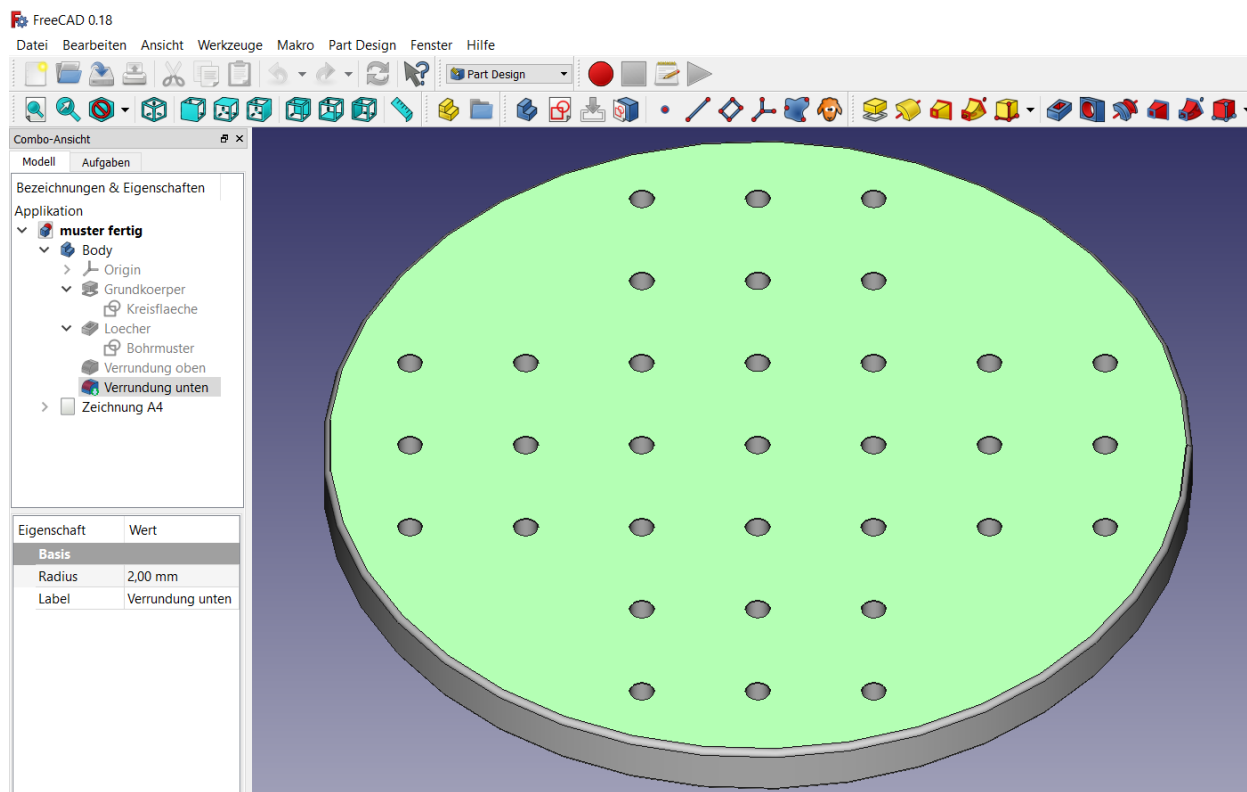 FreeCAD 0.18
Datei Bearbeiten Ansicht Werkzeuge Makro Part Design Fenster Hilfe
Part Design
Combo-Ansicht
Modell Aufgaben
Bezeichnungen & Eigenschaften
Applikation
muster fertig
Body
Origin
Grundkoerper
Kreisflaeche
Loecher
Bohrmuster
Verrundung oben
Verrundung unten
Zeichnung A4
Eigenschaft Wert
Basis
Radius 2,00 mm
Label Verrundung unten